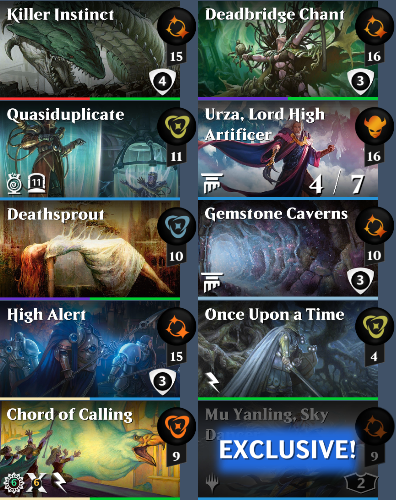 Killer Instinct
15
4
Deadbridge Chant
16
3
Quasiduplicate
11
11
Urza, Lord High
Artificer
16
4 / 7
Deathsprout
10
Gemstone Caverns
10
3
High Alert
15
3
Once Upon a Time
4
Chord of Calling
9
6
X
6
Mu Yanling, Sky
EXCLUSIVE!
9
2